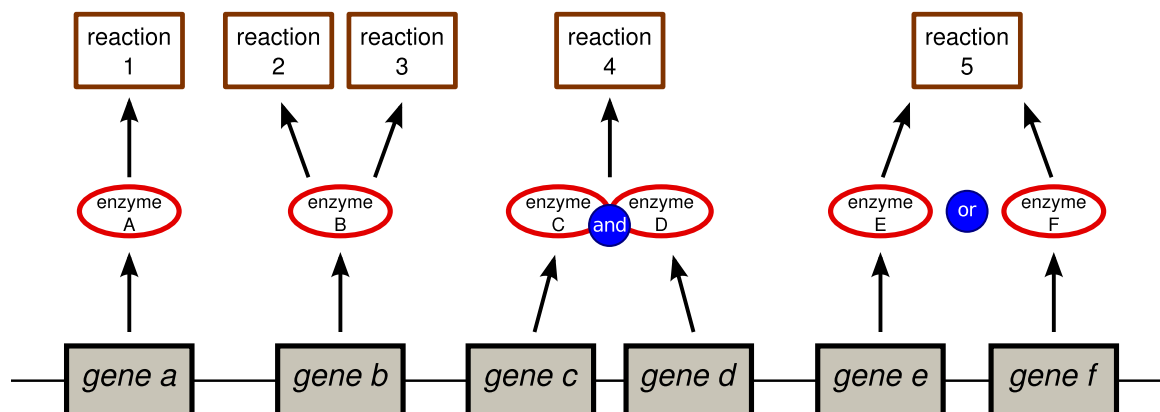 reaction
1
reaction
2
reaction
3
reaction
4
reaction
5
enzyme
A
enzyme
B
enzyme
C
and
enzyme
D
enzyme
E
or
enzyme
F
gene a
gene b
gene c
gene d
gene e
gene f